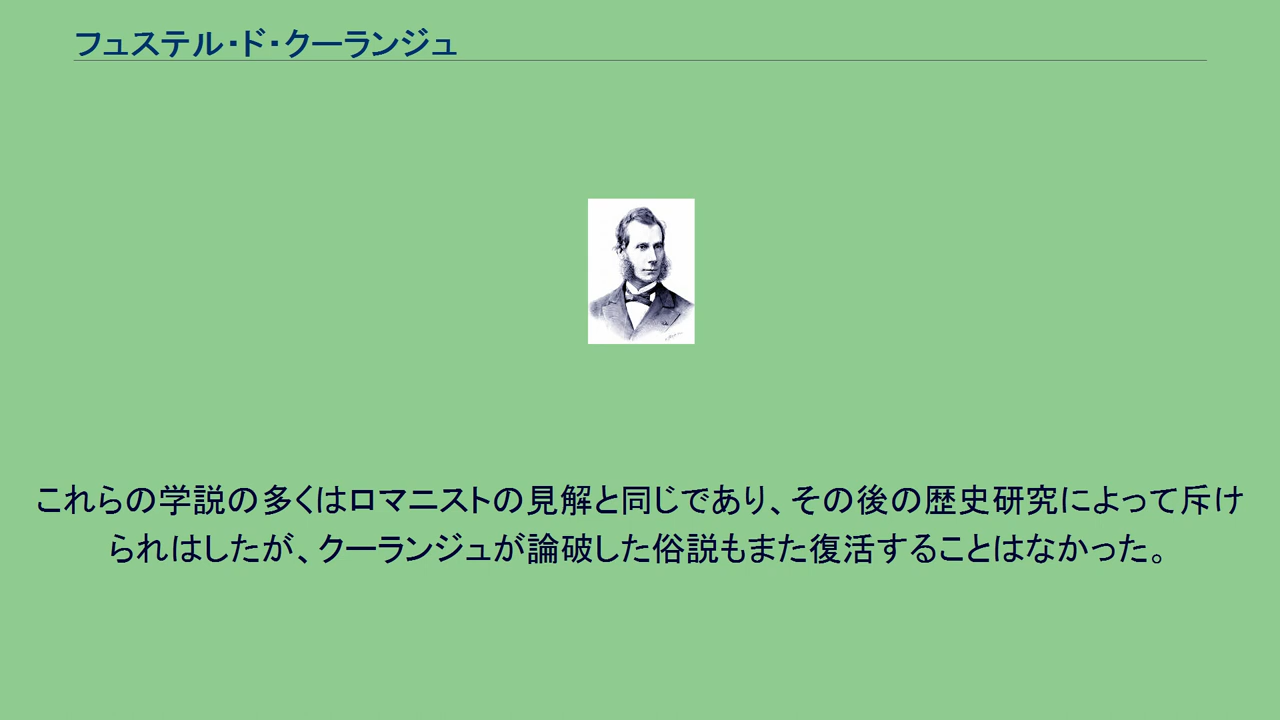 フュステル・ド・クーランジュ
これらの学説の多くはロマニストの見解と同じであり、その後の歴史研究によって斥け
られはしたが、クーランジュが論破した俗説もまた復活することはなかった。